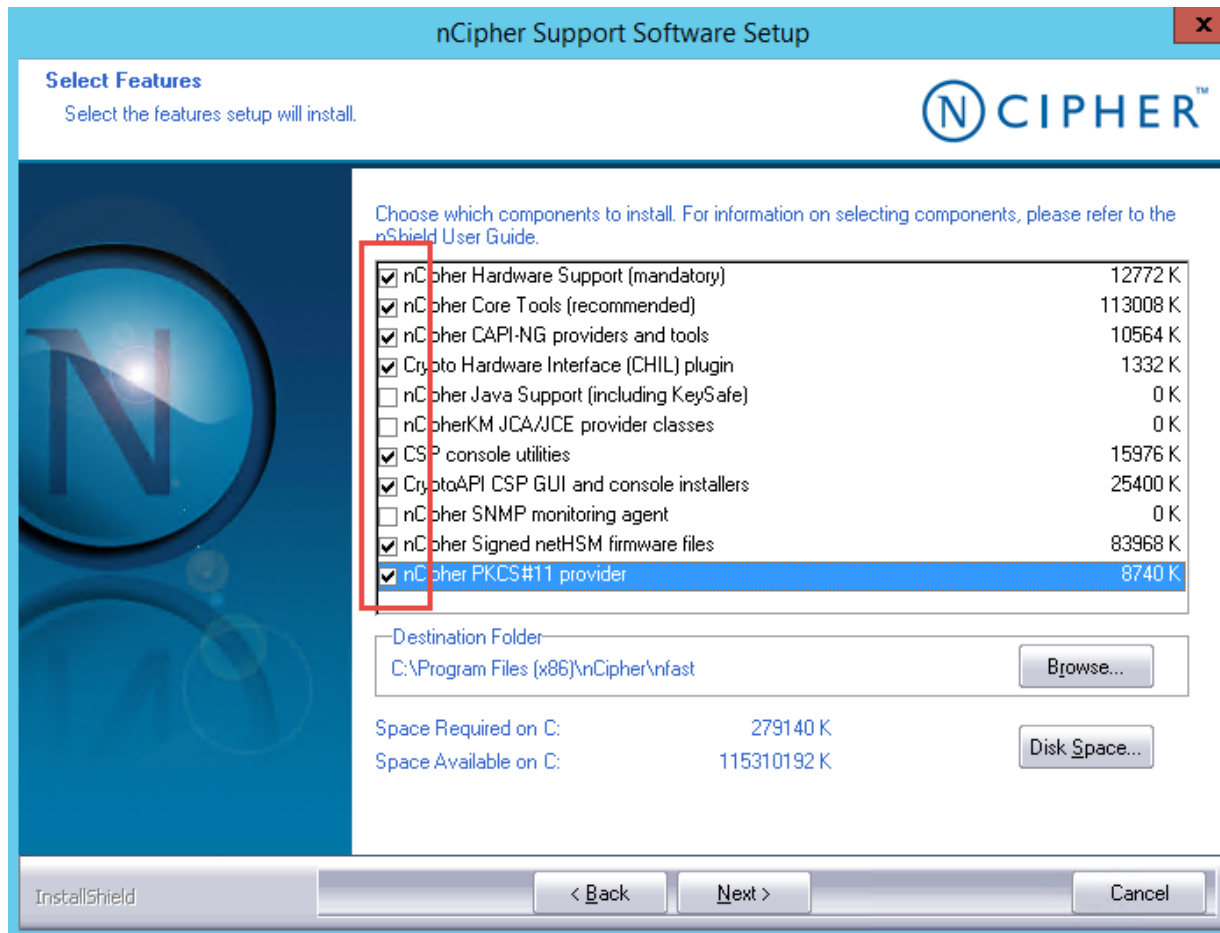 nCipher Support Software Setup
x
Select Features
Select the features setup will install.
N CIPHER™
Choose which components to install. For information on selecting components, please refer to the
nShield User Guide.
nCipher Hardware Support (mandatory) 12772 K
nCipher Core Tools (recommended) 113008 K
nCipher CAPI-NG providers and tools 10564 K
Crypto Hardware Interface (CHIL) plugin 1332 K
nCipher Java Support (including KeySafe) 0 K
nCipherKM JCA/JCE provider classes 0 K
CSP console utilities 15976 K
CryptoAPI CSP GUI and console installers 25400 K
nCipher SNMP monitoring agent 0 K
nCipher Signed netHSM firmware files 83968 K
nCipher PKCS#11 provider 8740 K
Destination Folder
C:\Program Files (x86)\nCipher\nfast Browse...
Space Required on C: 279140 K
Disk Space...
Space Available on C: 115310192 K
InstallShield < Back Next > Cancel